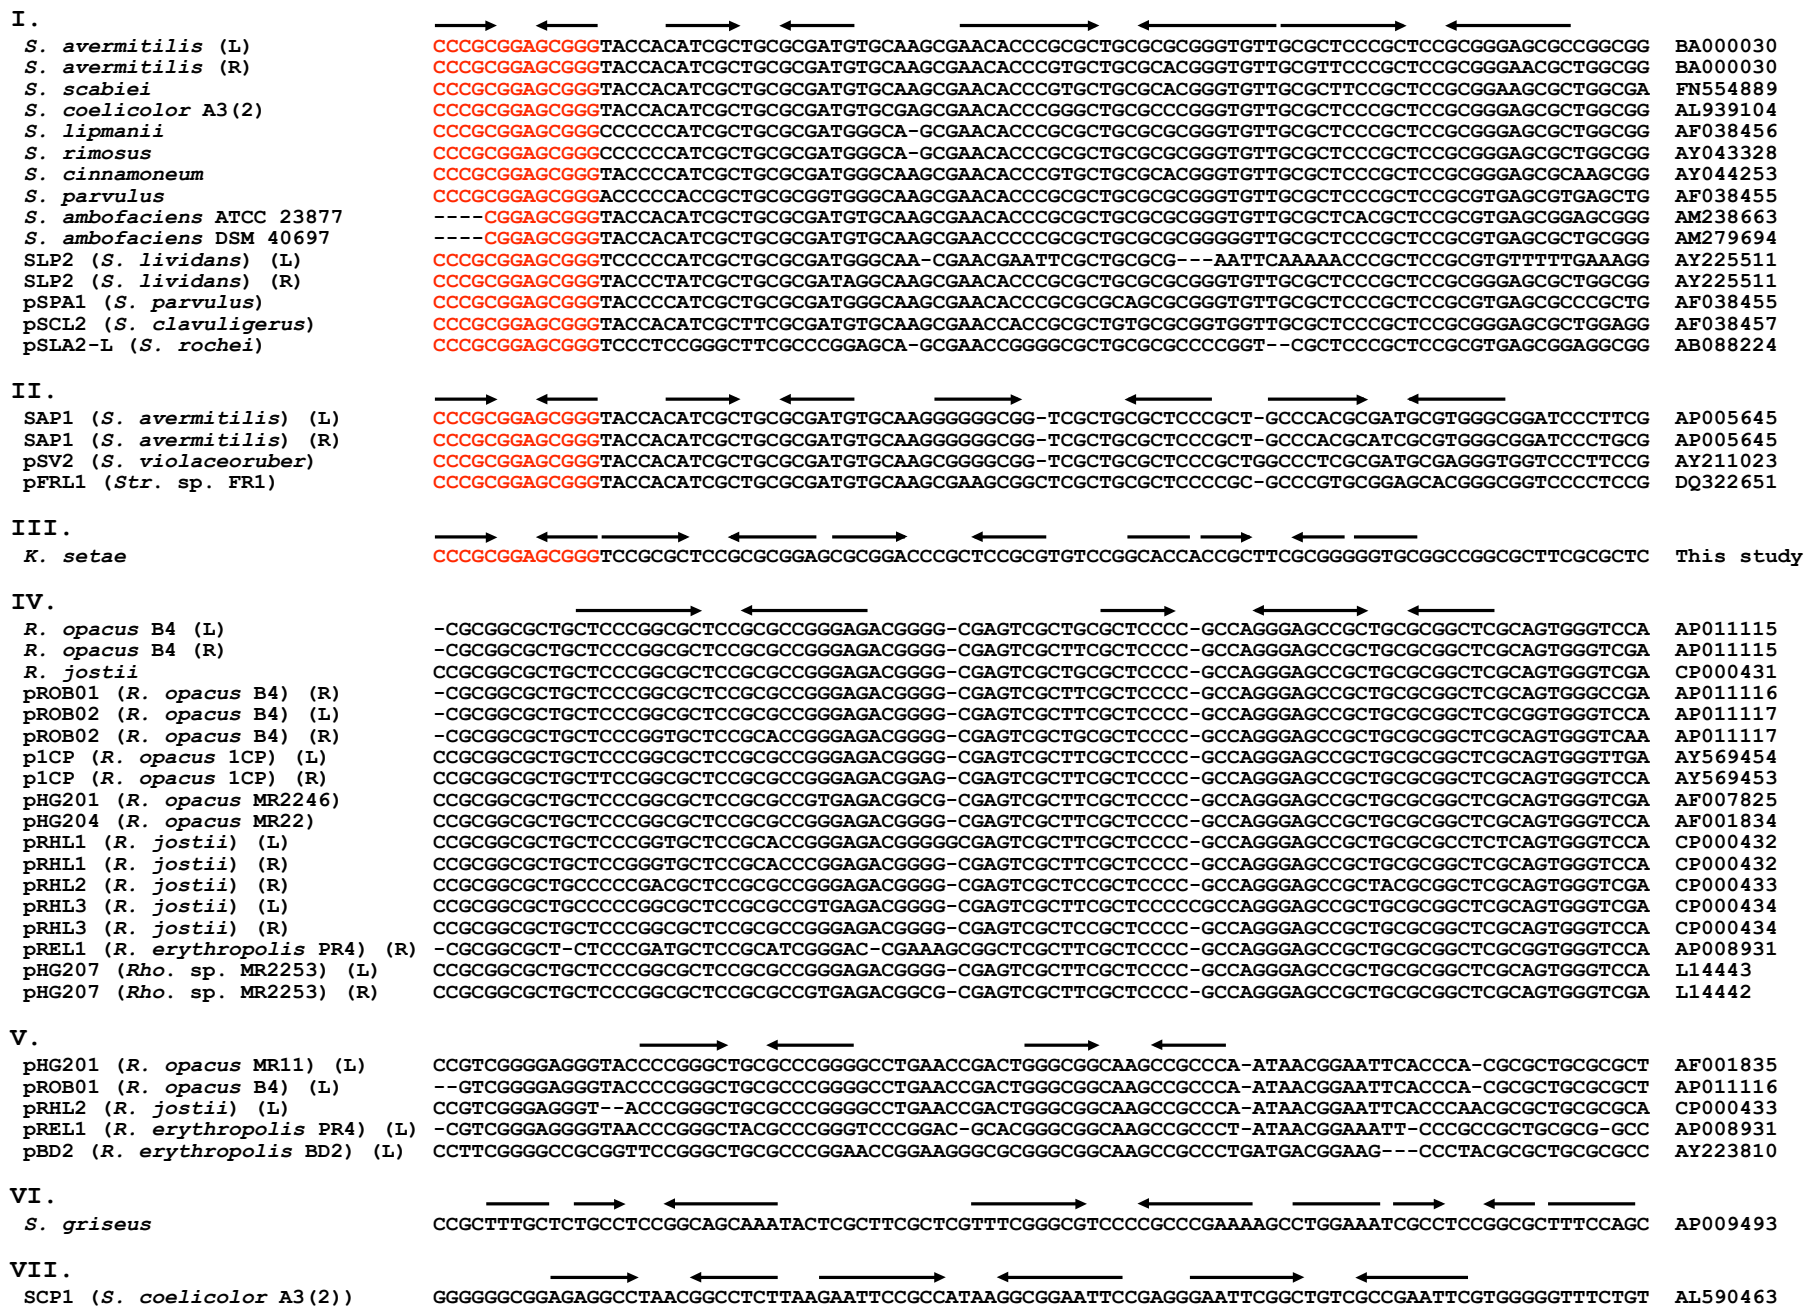 I.
S. avermitilis (L) CCCGCGGAGCGGGTACCACATCGCTGCGCGATGTGCAAGCGAACACCCGCGCTGCGCGCGGGTGTTGCGCTCCCGCTCCGCGGGAGCGCCGGCGG BA000030
S. avermitilis (R) CCCGCGGAGCGGGTACCACATCGCTGCGCGATGTGCAAGCGAACACCCGTGCTGCGCACGGGTGTTGCGTTCCCGCTCCGCGGGAACGCTGGCGG BA000030
S. scabiei CCCGCGGAGCGGGTACCACATCGCTGCGCGATGTGCAAGCGAACACCCGTGCTGCGCACGGGTGTTGCGCTTCCGCTCCGCGGAAGCGCTGGCGA FN554889
S. coelicolor A3(2) CCCGCGGAGCGGGTACCACATCGCTGCGCGATGTGCGAGCGAACACCCGGGCTGCGCCCGGGTGTTGCGCTCCCGCTCCGCGGGAGCGCTGGCGG AL939104
S. lipmanii CCCGCGGAGCGGGCCCCCCATCGCTGCGCGATGGGCA-GCGAACACCCGCGCTGCGCGCGGGTGTTGCGCTCCCGCTCCGCGGGAGCGCTGGCGG AF038456
S. rimosus CCCGCGGAGCGGGCCCCCCATCGCTGCGCGATGGGCA-GCGAACACCCGCGCTGCGCGCGGGTGTTGCGCTCCCGCTCCGCGGGAGCGCTGGCGG AY043328
S. cinnamoneum CCCGCGGAGCGGGTACCCCATCGCTGCGCGATGGGCAAGCGAACACCCGTGCTGCGCACGGGTGTTGCGCTCCCGCTCCGCGGGAGCGCAAGCGG AY044253
S. parvulus CCCGCGGAGCGGGACCCCCACCGCTGCGCGGTGGGCAAGCGAACACCCGCGCTGCGCGCGGGTGTTGCGCTCCCGCTCCGCGTGAGCGTGAGCTG AF038455
S. ambofaciens ATCC 23877 ----CGGAGCGGGTACCACATCGCTGCGCGATGTGCAAGCGAACACCCGCGCTGCGCGCGGGTGTTGCGCTCACGCTCCGCGTGAGCGGAGCGGG AM238663
S. ambofaciens DSM 40697 ----CGGAGCGGGTACCACATCGCTGCGCGATGTGCAAGCGAACCCCCGCGCTGCGCGCGGGGGTTGCGCTCCCGCTCCGCGTGAGCGCTGCGGG AM279694
SLP2 (S. lividans) (L) CCCGCGGAGCGGGTCCCCCATCGCTGCGCGATGGGCAA-CGAACGAATTCGCTGCGCG---AATTCAAAAACCCGCTCCGCGTGTTTTTGAAAGG AY225511
SLP2 (S. lividans) (R) CCCGCGGAGCGGGTACCCTATCGCTGCGCGATAGGCAAGCGAACACCCGCGCTGCGCGCGGGTGTTGCGCTCCCGCTCCGCGGGAGCGCTGGCGG AY225511
pSPA1 (S. parvulus) CCCGCGGAGCGGGTACCCCATCGCTGCGCGATGGGCAAGCGAACACCCGCGCGCAGCGCGGGTGTTGCGCTCCCGCTCCGCGTGAGCGCCCGCTG AF038455
pSCL2 (S. clavuligerus) CCCGCGGAGCGGGTACCACATCGCTTCGCGATGTGCAAGCGAACCACCGCGCTGTGCGCGGTGGTTGCGCTCCCGCTCCGCGGGAGCGCTGGAGG AF038457
pSLA2-L (S. rochei) CCCGCGGAGCGGGTCCCTCCGGGCTTCGCCCGGAGCA-GCGAACCGGGGCGCTGCGCGCCCCGGT--CGCTCCCGCTCCGCGTGAGCGGAGGCGG AB088224
II.
SAP1 (S. avermitilis) (L) CCCGCGGAGCGGGTACCACATCGCTGCGCGATGTGCAAGGGGGGCGG-TCGCTGCGCTCCCGCT-GCCCACGCGATGCGTGGGCGGATCCCTTCG AP005645
SAP1 (S. avermitilis) (R) CCCGCGGAGCGGGTACCACATCGCTGCGCGATGTGCAAGGGGGGCGG-TCGCTGCGCTCCCGCT-GCCCACGCATCGCGTGGGCGGATCCCTGCG AP005645
pSV2 (S. violaceoruber) CCCGCGGAGCGGGTACCACATCGCTGCGCGATGTGCAAGCGGGGCGG-TCGCTGCGCTCCCGCTGGCCCTCGCGATGCGAGGGTGGTCCCTTCCG AY211023
pFRL1 (Str. sp. FR1) CCCGCGGAGCGGGTACCACATCGCTGCGCGATGTGCAAGCGAAGCGGCTCGCTGCGCTCCCCGC-GCCCGTGCGGAGCACGGGCGGTCCCCTCCG DQ322651
III.
K. setae CCCGCGGAGCGGGTCCGCGCTCCGCGCGGAGCGCGGACCCGCTCCGCGTGTCCGGCACCACCGCTTCGCGGGGGTGCGGCCGGCGCTTCGCGCTC This study
IV.
R. opacus B4 (L) -CGCGGCGCTGCTCCCGGCGCTCCGCGCCGGGAGACGGGG-CGAGTCGCTGCGCTCCCC-GCCAGGGAGCCGCTGCGCGGCTCGCAGTGGGTCCA AP011115
R. opacus B4 (R) -CGCGGCGCTGCTCCCGGCGCTCCGCGCCGGGAGACGGGG-CGAGTCGCTTCGCTCCCC-GCCAGGGAGCCGCTGCGCGGCTCGCAGTGGGTCGA AP011115
R. jostii CCGCGGCGCTGCTCCCGGCGCTCCGCGCCGGGAGACGGGG-CGAGTCGCTGCGCTCCCC-GCCAGGGAGCCGCTGCGCGGCTCGCAGTGGGTCGA CP000431
pROB01 (R. opacus B4) (R) -CGCGGCGCTGCTCCCGGCGCTCCGCGCCGGGAGACGGGG-CGAGTCGCTTCGCTCCCC-GCCAGGGAGCCGCTGCGCGGCTCGCAGTGGGCCGA AP011116
pROB02 (R. opacus B4) (L) -CGCGGCGCTGCTCCCGGCGCTCCGCGCCGGGAGACGGGG-CGAGTCGCTTCGCTCCCC-GCCAGGGAGCCGCTGCGCGGCTCGCGGTGGGTCCA AP011117
pROB02 (R. opacus B4) (R) -CGCGGCGCTGCTCCCGGTGCTCCGCACCGGGAGACGGGG-CGAGTCGCTGCGCTCCCC-GCCAGGGAGCCGCTGCGCGGCTCGCAGTGGGTCAA AP011117
p1CP (R. opacus 1CP) (L) CCGCGGCGCTGCTCCCGGCGCTCCGCGCCGGGAGACGGGG-CGAGTCGCTTCGCTCCCC-GCCAGGGAGCCGCTGCGCGGCTCGCAGTGGGTTGA AY569454
p1CP (R. opacus 1CP) (R) CCGCGGCGCTGCTTCCGGCGCTCCGCGCCGGGAGACGGAG-CGAGTCGCTTCGCTCCCC-GCCAGGGAGCCGCTGCGCGGCTCGCAGTGGGTCCA AY569453
pHG201 (R. opacus MR2246) CCGCGGCGCTGCTCCCGGCGCTCCGCGCCGTGAGACGGCG-CGAGTCGCTTCGCTCCCC-GCCAGGGAGCCGCTGCGCGGCTCGCAGTGGGTCGA AF007825
pHG204 (R. opacus MR22) CCGCGGCGCTGCTCCCGGCGCTCCGCGCCGGGAGACGGGG-CGAGTCGCTTCGCTCCCC-GCCAGGGAGCCGCTGCGCGGCTCGCAGTGGGTCCA AF001834
pRHL1 (R. jostii) (L) CCGCGGCGCTGCTCCCGGTGCTCCGCACCGGGAGACGGGGGCGAGTCGCTTCGCTCCCC-GCCAGGGAGCCGCTGCGCGCCTCTCAGTGGGTCCA CP000432
pRHL1 (R. jostii) (R) CCGCGGCGCTGCTCCGGGTGCTCCGCACCCGGAGACGGGG-CGAGTCGCTTCGCTCCCC-GCCAGGGAGCCGCTGCGCGGCTCGCAGTGGGTCCA CP000432
pRHL2 (R. jostii) (R) CCGCGGCGCTGCCCCCGACGCTCCGCGCCGGGAGACGGGG-CGAGTCGCTCCGCTCCCC-GCCAGGGAGCCGCTACGCGGCTCGCAGTGGGTCGA CP000433
pRHL3 (R. jostii) (L) CCGCGGCGCTGCCCCCGGCGCTCCGCGCCGTGAGACGGGG-CGAGTCGCTTCGCTCCCCCGCCAGGGAGCCGCTGCGCGGCTCGCAGTGGGTCGA CP000434
pRHL3 (R. jostii) (R) CCGCGGCGCTGCTCCCGGCGCTCCGCGCCGGGAGACGGGG-CGAGTCGCTTCGCTCCCC-GCCAGGGAGCCGCTGCGCGGCTCGCAGTGGGTCCA CP000434
pREL1 (R. erythropolis PR4) (R) -CGCGGCGCT-CTCCCGATGCTCCGCATCGGGAC-CGAAAGCGGCTCGCTTCGCTCCCC-GCCAGGGAGCCGCTGCGCGGCTCGCGGTGGGTCCA AP008931
pHG207 (Rho. sp. MR2253) (L) CCGCGGCGCTGCTCCCGGCGCTCCGCGCCGGGAGACGGGG-CGAGTCGCTTCGCTCCCC-GCCAGGGAGCCGCTGCGCGGCTCGCAGTGGGTCCA L14443
pHG207 (Rho. sp. MR2253) (R) CCGCGGCGCTGCTCCCGGCGCTCCGCGCCGTGAGACGGCG-CGAGTCGCTTCGCTCCCC-GCCAGGGAGCCGCTGCGCGGCTCGCAGTGGGTCGA L14442
V.
pHG201 (R. opacus MR11) (L) CCGTCGGGGAGGGTACCCCGGGCTGCGCCCGGGGCCTGAACCGACTGGGCGGCAAGCCGCCCA-ATAACGGAATTCACCCA-CGCGCTGCGCGCT AF001835
pROB01 (R. opacus B4) (L) --GTCGGGGAGGGTACCCCGGGCTGCGCCCGGGGCCTGAACCGACTGGGCGGCAAGCCGCCCA-ATAACGGAATTCACCCA-CGCGCTGCGCGCT AP011116
pRHL2 (R. jostii) (L) CCGTCGGGAGGGT--ACCCGGGCTGCGCCCGGGGCCTGAACCGACTGGGCGGCAAGCCGCCCA-ATAACGGAATTCACCCAACGCGCTGCGCGCA CP000433
pREL1 (R. erythropolis PR4) (L) -CGTCGGGAGGGGTAACCCGGGCTACGCCCGGGTCCCGGAC-GCACGGGCGGCAAGCCGCCCT-ATAACGGAAATT-CCCGCCGCTGCGCG-GCC AP008931
pBD2 (R. erythropolis BD2) (L) CCTTCGGGGCCGCGGTTCCGGGCTGCGCCCGGAACCGGAAGGGCGCGGGCGGCAAGCCGCCCTGATGACGGAAG---CCCTACGCGCTGCGCGCC AY223810
VI.
S. griseus CCGCTTTGCTCTGCCTCCGGCAGCAAATACTCGCTTCGCTCGTTTCGGGCGTCCCCGCCCGAAAAGCCTGGAAATCGCCTCCGGCGCTTTCCAGC AP009493
VII.
SCP1 (S. coelicolor A3(2)) GGGGGGCGGAGAGGCCTAACGGCCTCTTAAGAATTCCGCCATAAGGCGGAATTCCGAGGGAATTCGGCTGTCGCCGAATTCGTGGGGGTTTCTGT AL590463